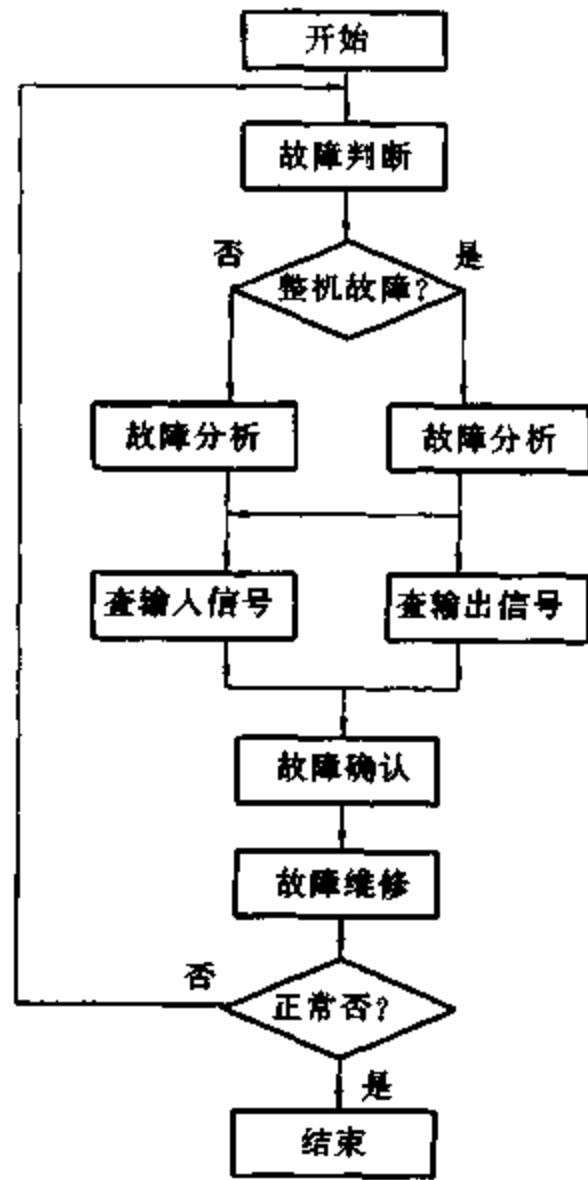 开始
故障判断
否
是
整机故障?
故障分析
故障分析
查输人信号
查输出信号
故障确认
故障维修
否
正常否?
是
结束